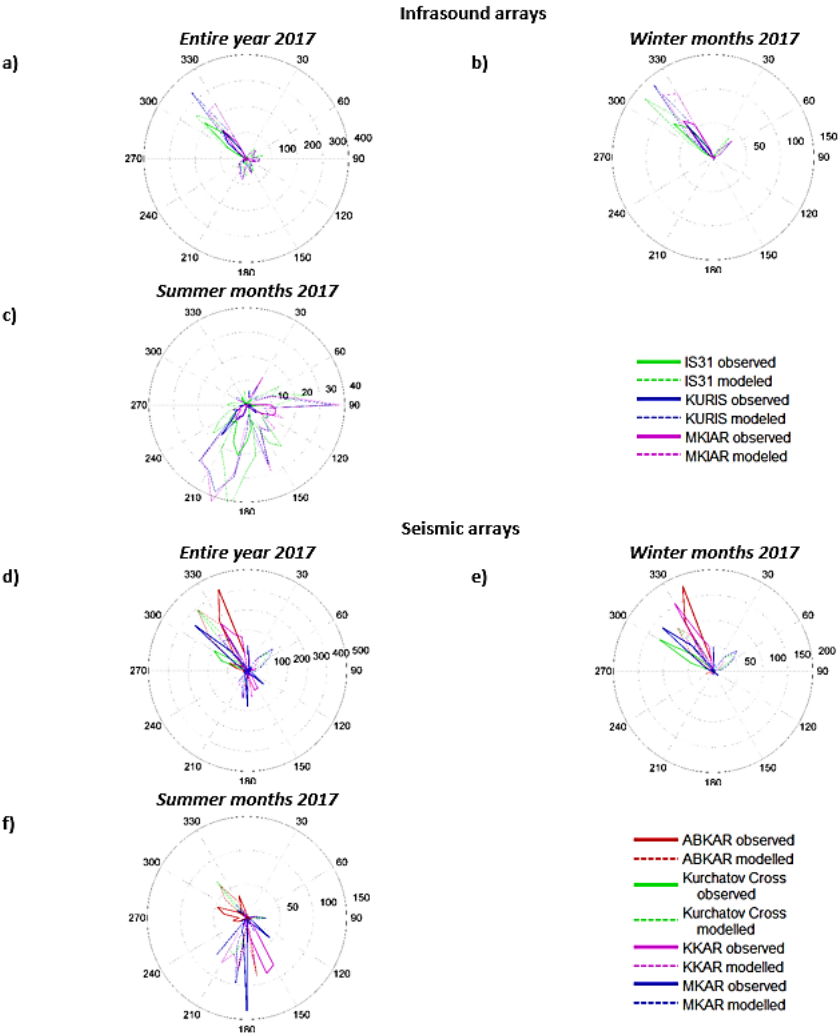 Infrasound arrays
a)
Entire year 2017
330
30
300
60
270
100 200 300 400
90
240
120
210
150
180
b)
Winter months 2017
330
30
300
60
270
50 100 150
90
240
120
210
150
180
c)
Summer months 2017
330
30
300
60
270
10 20 30 40
90
240
120
210
150
180
IS31 observed
IS31 modeled
KURIS observed
KURIS modeled
MKIAR observed
MKIAR modeled
Seismic arrays
d)
Entire year 2017
330
30
300
60
270
100 200 300 400 500
90
240
120
210
150
180
e)
Winter months 2017
330
30
300
60
270
50 100 150 200
90
240
120
210
150
180
f)
Summer months 2017
330
30
300
60
270
50 100 150
90
240
120
210
150
180
ABKAR observed
ABKAR modelled
Kurchatov Cross
observed
Kurchatov Cross
modelled
KKAR observed
KKAR modelled
MKAR observed
MKAR modelled